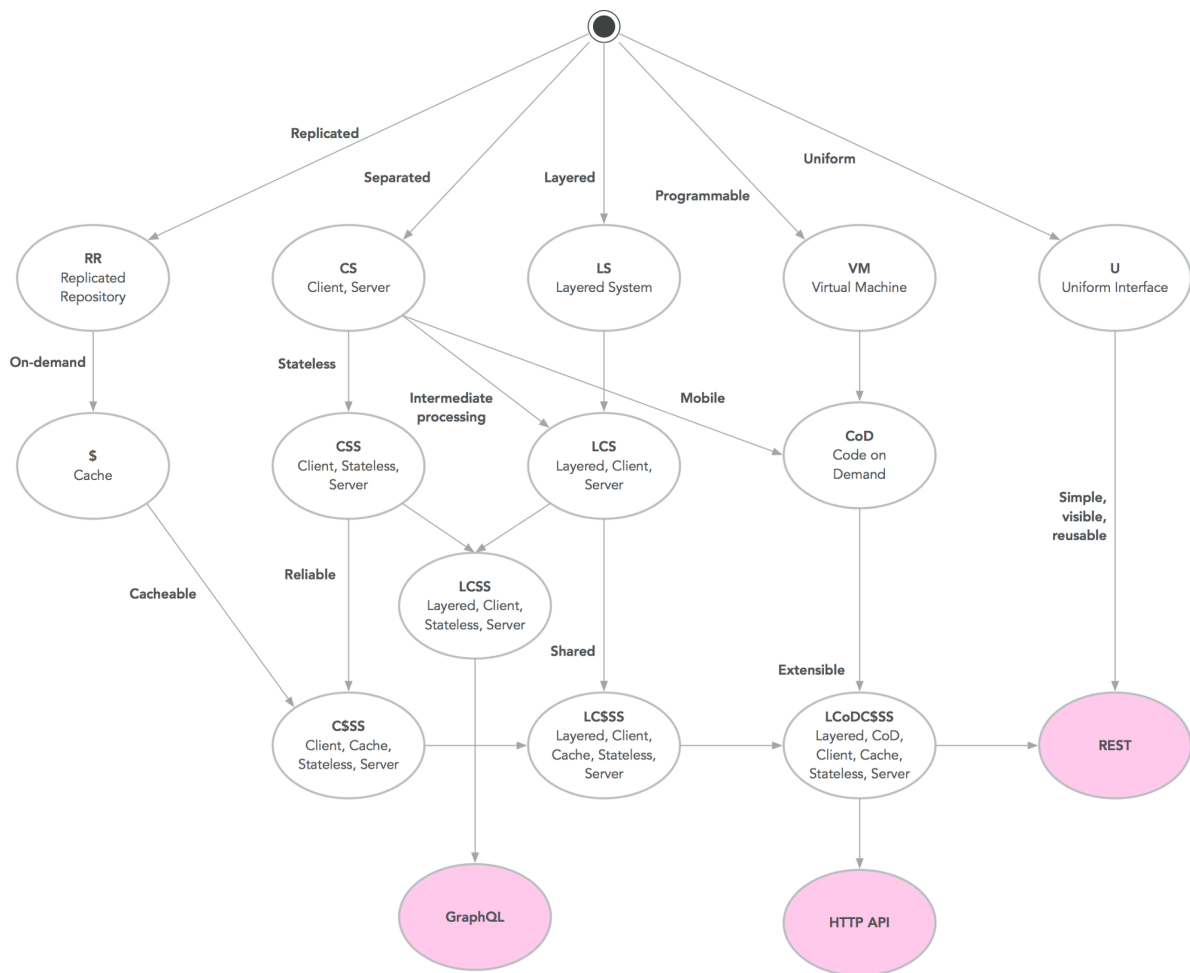 Replicated
Separated
Layered
Programmable
Uniform
RR
Replicated
Repository
CS
Client, Server
LS
Layered System
VM
Virtual Machine
U
Uniform Interface
On-demand
Stateless
Intermediate
processing
Mobile
$
Cache
CSS
Client, Stateless,
Server
LCS
Layered, Client,
Server
CoD
Code on
Demand
Simple,
visible,
reusable
Cacheable
Reliable
LCSS
Layered, Client,
Stateless, Server
Shared
Extensible
C$SS
Client, Cache,
Stateless, Server
LC$SS
Layered, Client,
Cache, Stateless,
Server
LCoDC$SS
Layered, CoD,
Client, Cache,
Stateless, Server
REST
GraphQL
HTTP API